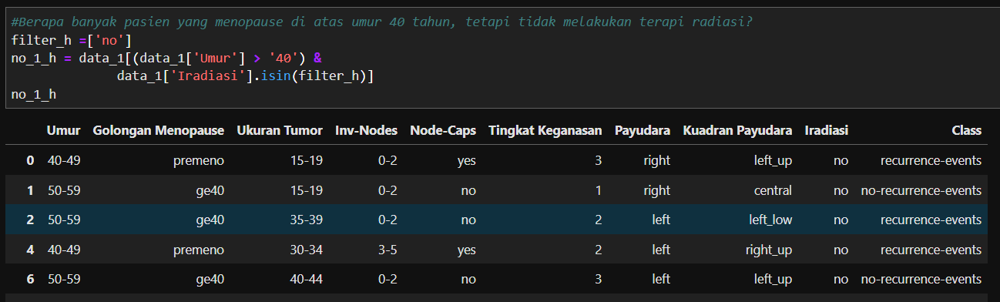 #Berapa banyak pasien yang menopause di atas umur 40 tahun, tetapi tidak melakukan terapi radiasi?
filter_h =['no']
no_1_h = data_1[(data_1['Umur'] > '40') &
data_1['Iradiasi'].isin(filter_h)]
no_1_h
Umur Golongan Menopause Ukuran Tumor Inv-Nodes Node-Caps Tingkat Keganasan Payudara Kuadran Payudara Iradiasi Class
0 40-49 premeno 15-19 0-2 yes 3 right left_up no recurrence-events
1 50-59 ge40 15-19 0-2 no 1 right central no no-recurrence-events
2 50-59 ge40 35-39 0-2 no 2 left left_low no recurrence-events
4 40-49 premeno 30-34 3-5 yes 2 left right_up no recurrence-events
6 50-59 ge40 40-44 0-2 no 3 left left_up no no-recurrence-events